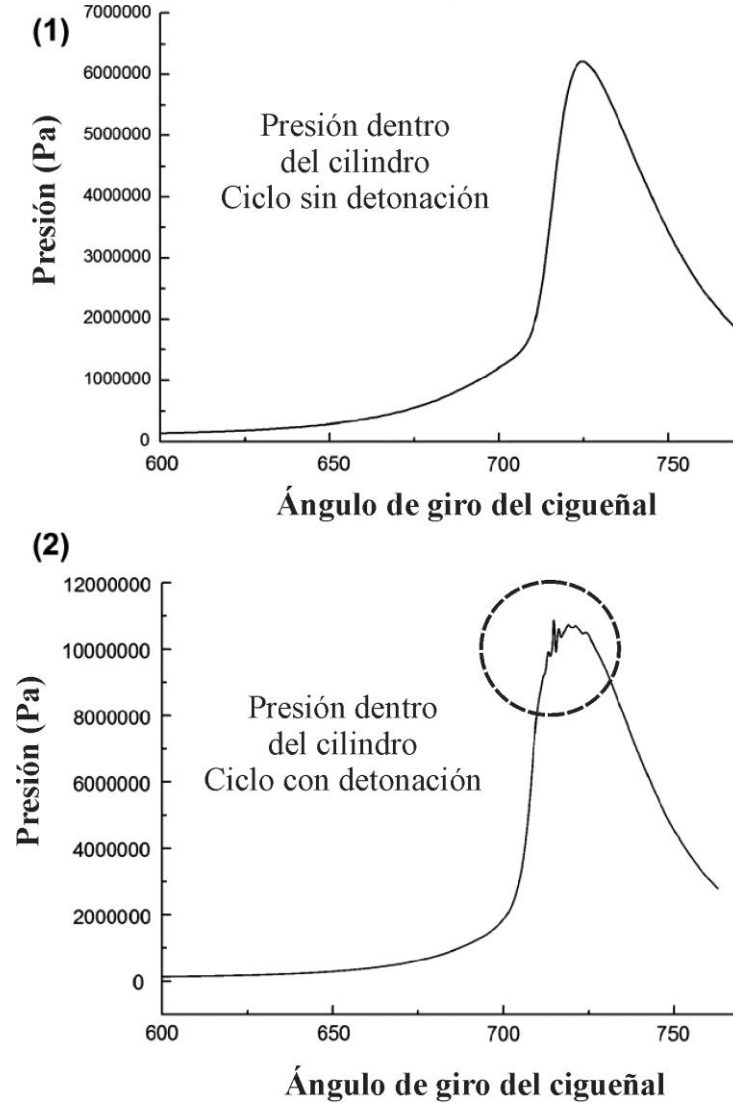 (1)
7000000
6000000
5000000
4000000
3000000
2000000
1000000
0
Presión (Pa)
Presión dentro
del cilindro
Ciclo sin detonación
600
650
700
750
Ángulo de giro del cigueñal
(2)
12000000
10000000
8000000
6000000
4000000
2000000
0
Presión (Pa)
Presión dentro
del cilindro
Ciclo con detonación
600
650
700
750
Ángulo de giro del cigueñal